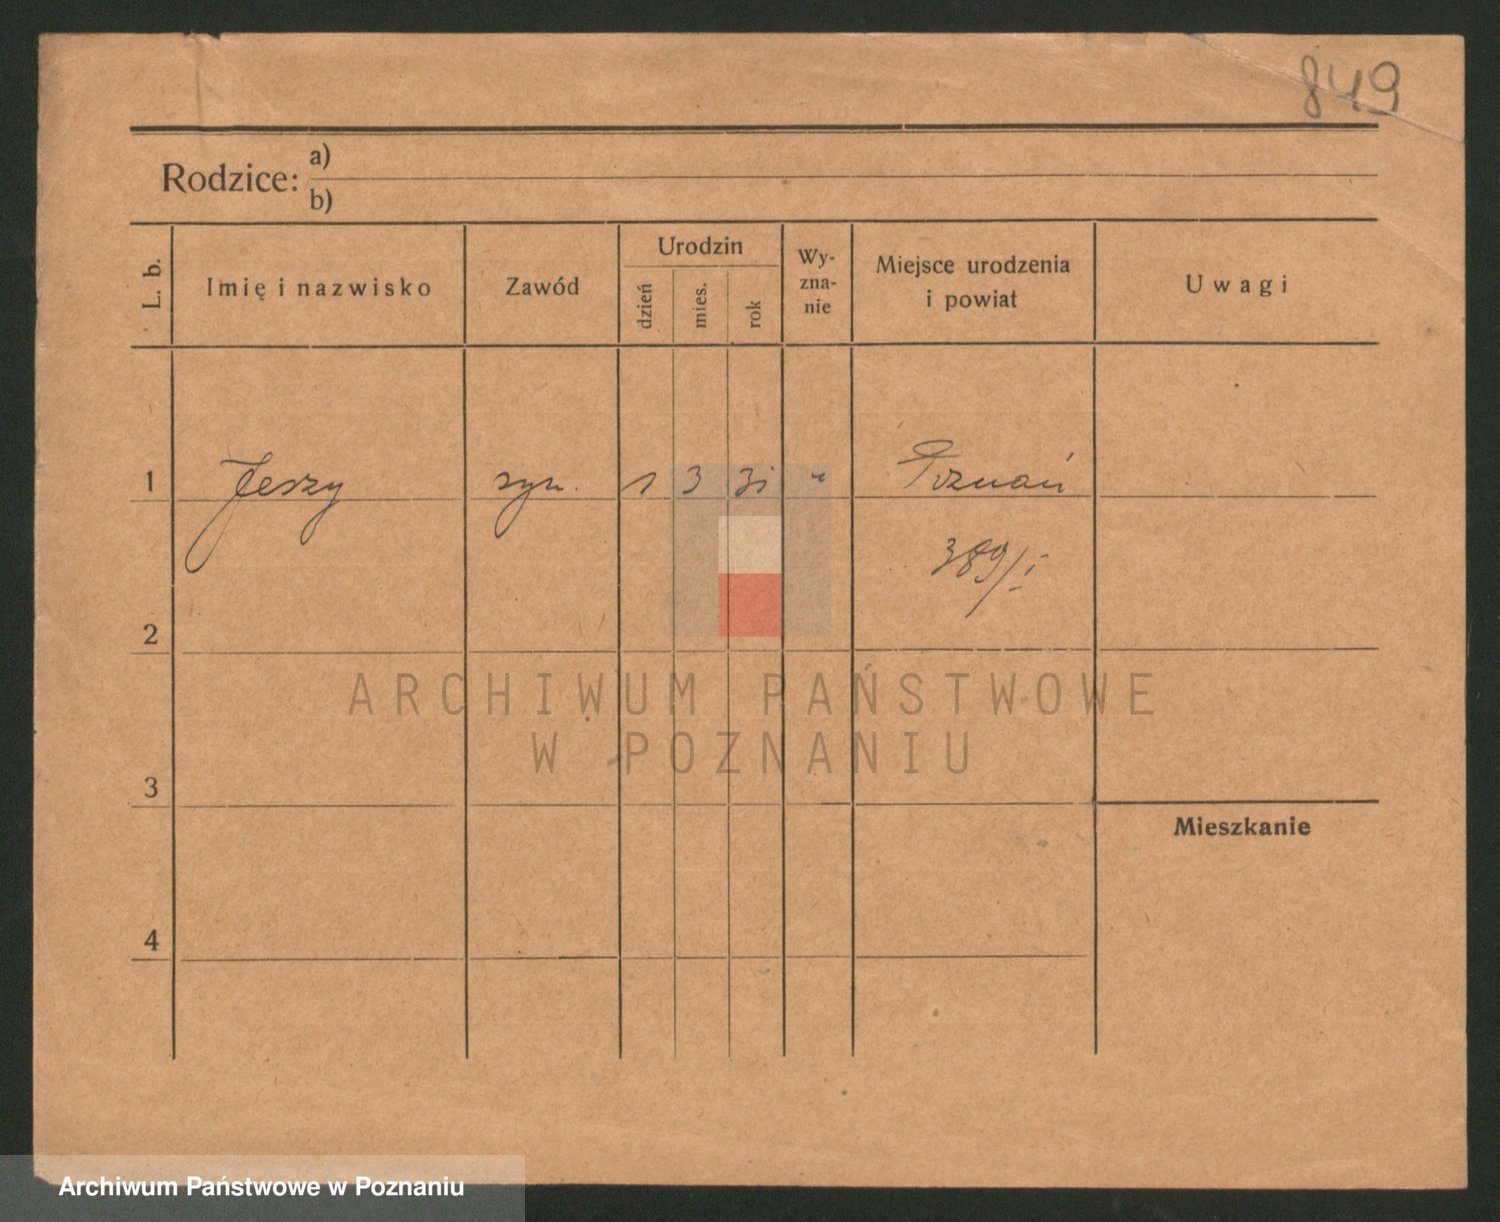 849
Rodzice: a)
b)
L. b. Imię i nazwisko Zawód Urodzin dzień mies. rok Wy-zna-nie Miejsce urodzenia i powiat Uwagi
1 Jerzy syn. 1 3 31 " Poznań
389/I
2
3
Mieszkanie
4
ARCHIWUM PAŃSTWOWE
W POZNANIU
Archiwum Państwowe w Poznaniu